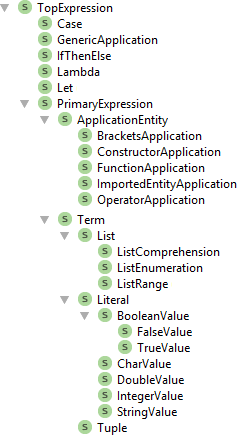 S TopExpression
S Case
S GenericApplication
S IfThenElse
S Lambda
S Let
S PrimaryExpression
S ApplicationEntity
S BracketsApplication
S ConstructorApplication
S FunctionApplication
S ImportedEntityApplication
S OperatorApplication
S Term
S List
S ListComprehension
S ListEnumeration
S ListRange
S Literal
S BooleanValue
S FalseValue
S TrueValue
S CharValue
S DoubleValue
S IntegerValue
S StringValue
S Tuple